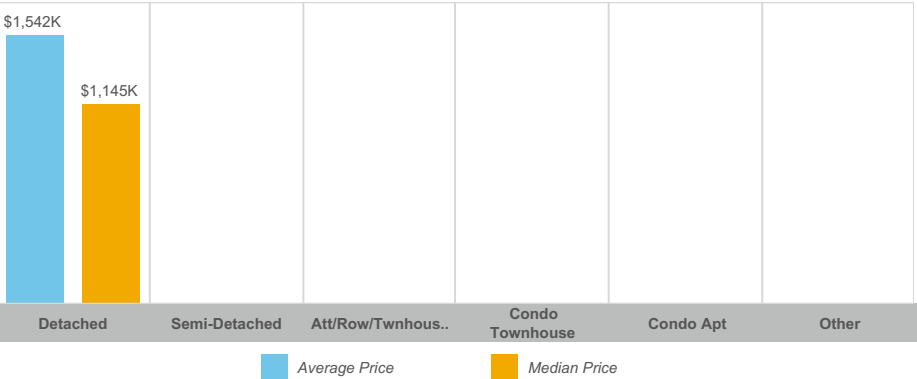 $1,542K
$1,145K
Detached
Semi-Detached
Att/Row/Twnhous..
Condo
Townhouse
Condo Apt
Other
Average Price
Median Price